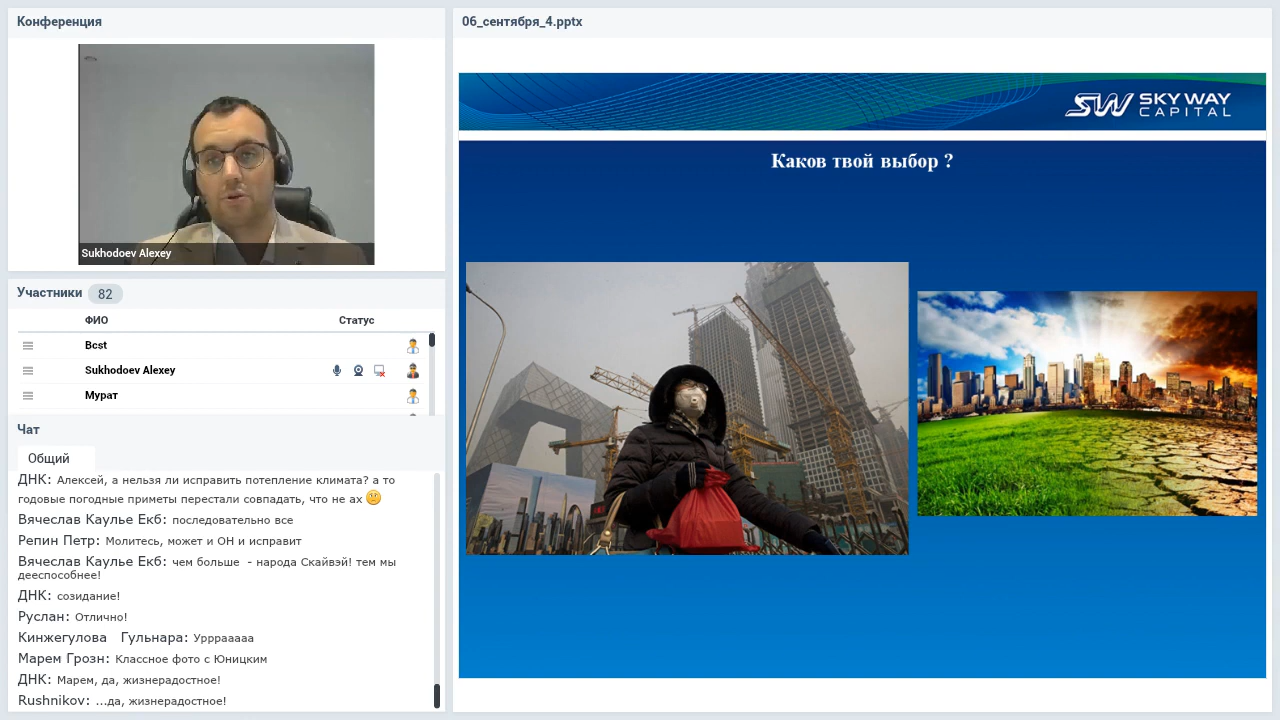 Конференция
Sukhodoev Alexey
Участники 82
ФИО Статус
Bcst
Sukhodoev Alexey
Мурат
Чат
Общий
ДНК: Алексей, а нельзя ли исправить потепление климата? а то
годовые погодные приметы перестали совпадать, что не ах
Вячеслав Каулье Екб: последовательно все
Репин Петр: Молитесь, может и ОН и исправит
Вячеслав Каулье Екб: чем больше - народа Скайвэй! тем мы
дееспособнее!
ДНК: созидание!
Руслан: Отлично!
Кинжегулова Гульнара: Уррраааaa
Марем Грозн: Классное фото с Юницким
ДНК: Марем, да, жизнерадостное!
Rushnikov: ...да, жизнерадостное!
06_сентября_4.pptx
SW SKY WAY
CAPITAL
Каков твой выбор ?